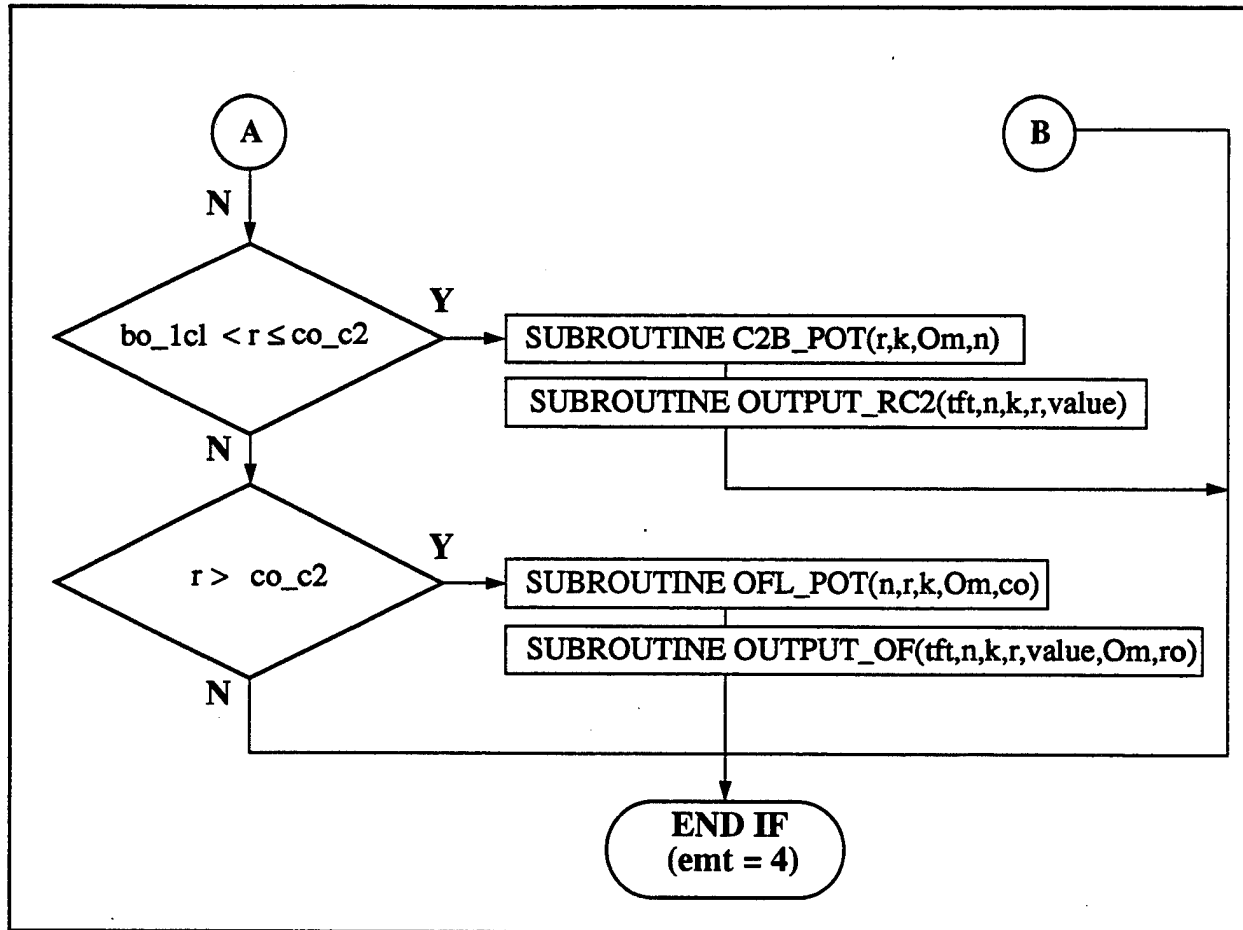 A
B
N
bo_1cl < r ≤ co_c2
Y
SUBROUTINE C2B_POT(r,k,Om,n)
SUBROUTINE OUTPUT_RC2(tft,n,k,r,value)
N
r > co_c2
Y
SUBROUTINE OFL_POT(n,r,k,Om,co)
SUBROUTINE OUTPUT_OF(tft,n,k,r,value,Om,ro)
N
END IF
(emt = 4)